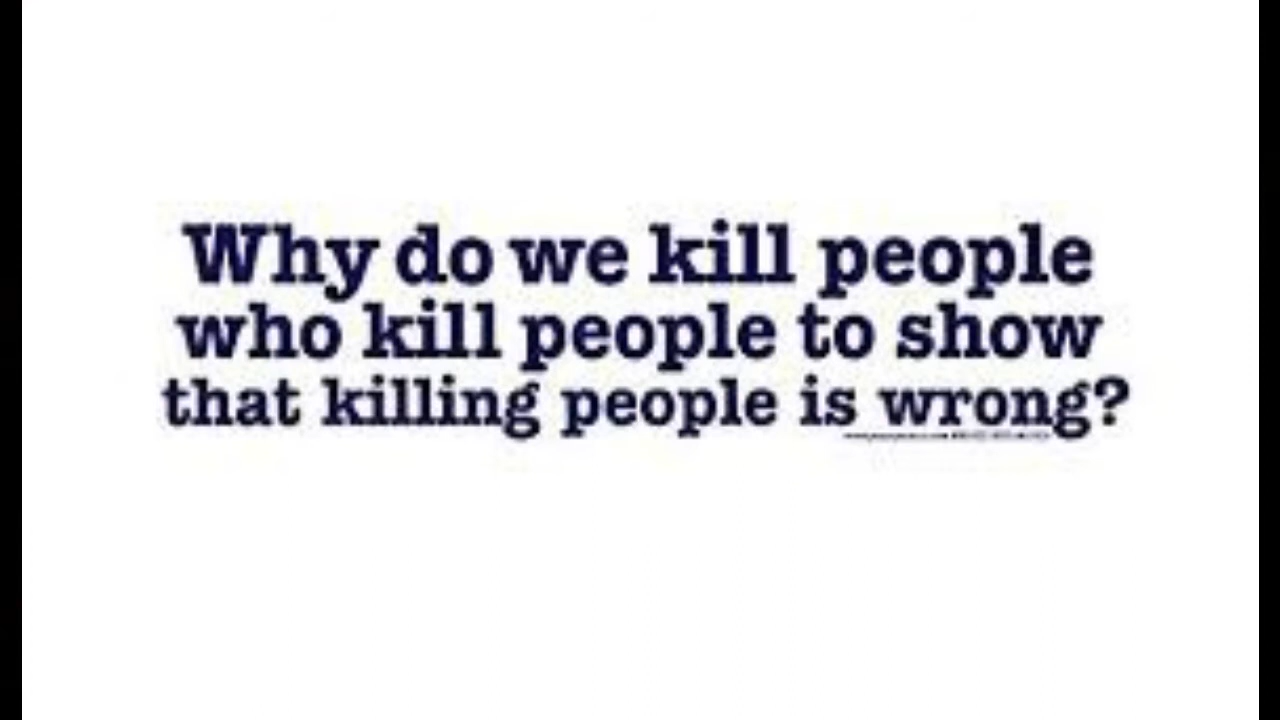 Why do we kill people
who kill people to show
that killing people is wrong?